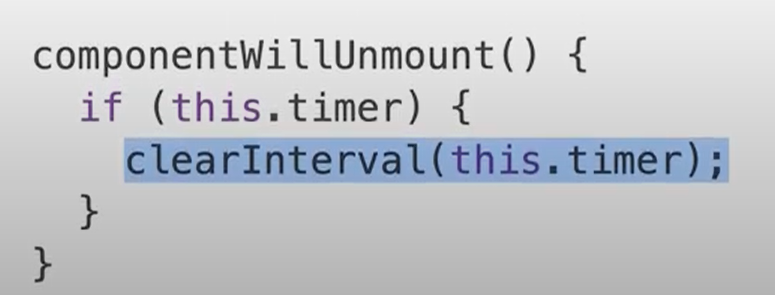 componentWillUnmount() {
  if (this.timer) {
    clearInterval(this.timer);
  }
}